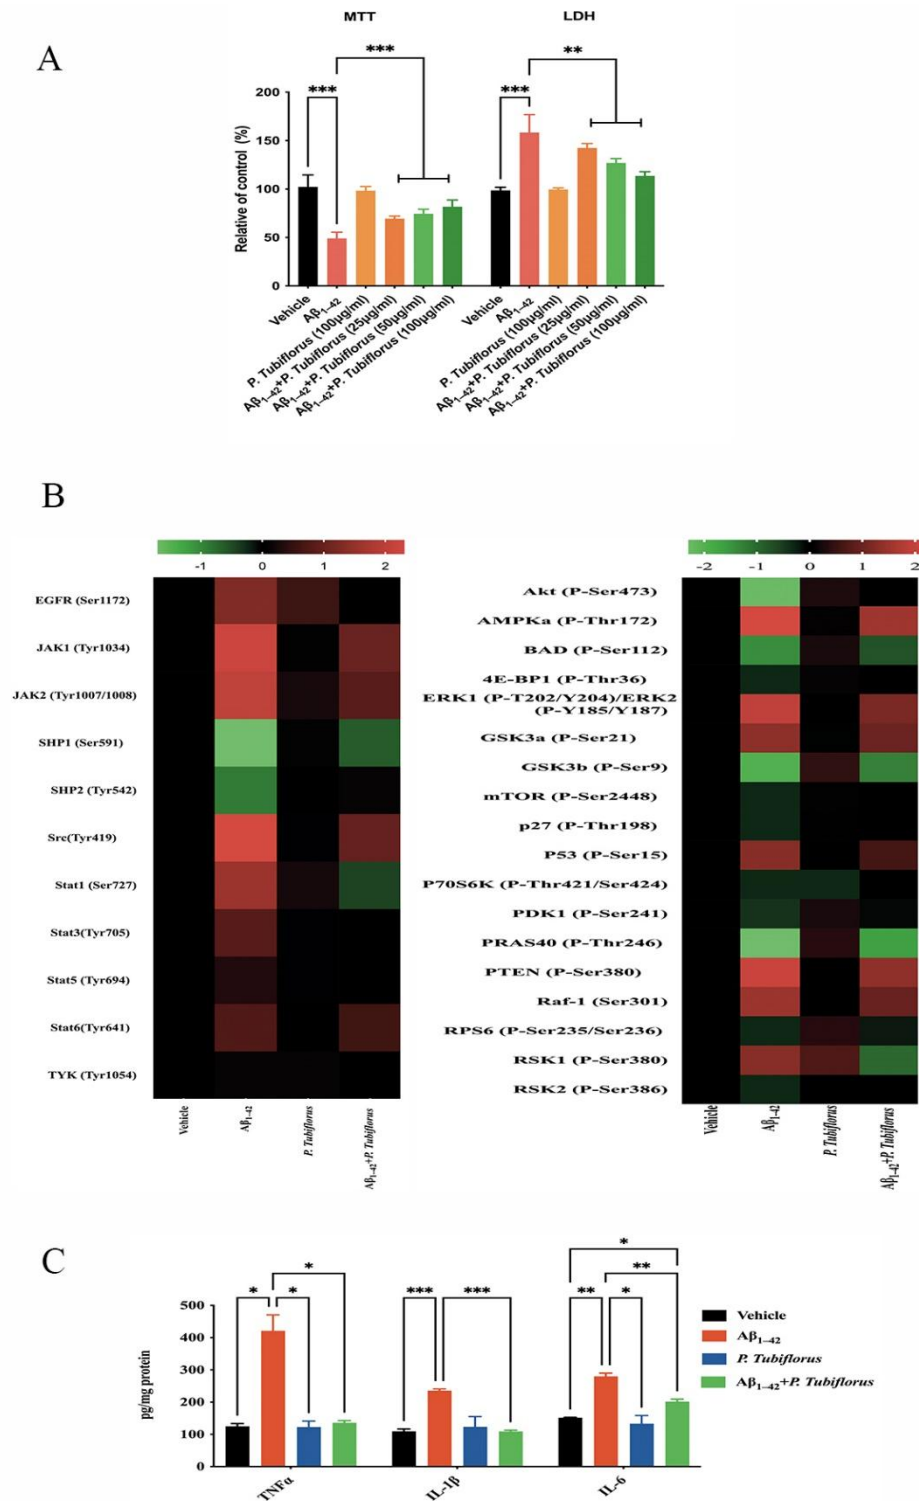 A
MTT
LDH
***
***
***
**
Relative of control (%)
200
150
100
50
0
Vehicle
Aβ₁₋₄₂
P. Tubiflorus (100µg/ml)
Aβ₁₋₄₂+P. Tubiflorus (25µg/ml)
Aβ₁₋₄₂+P. Tubiflorus (50µg/ml)
Aβ₁₋₄₂+P. Tubiflorus (100µg/ml)
Vehicle
Aβ₁₋₄₂
P. Tubiflorus (100µg/ml)
Aβ₁₋₄₂+P. Tubiflorus (25µg/ml)
Aβ₁₋₄₂+P. Tubiflorus (50µg/ml)
Aβ₁₋₄₂+P. Tubiflorus (100µg/ml)
B
-1 0 1 2
EGFR (Ser1172)
JAK1 (Tyr1034)
JAK2 (Tyr1007/1008)
SHP1 (Ser591)
SHP2 (Tyr542)
Src(Tyr419)
Stat1 (Ser727)
Stat3(Tyr705)
Stat5 (Tyr694)
Stat6(Tyr641)
TYK (Tyr1054)
Vehicle
Aβ₁₋₄₂
P. Tubiflorus
Aβ₁₋₄₂+P. Tubiflorus
-2 -1 0 1 2
Akt (P-Ser473)
AMPKa (P-Thr172)
BAD (P-Ser112)
4E-BP1 (P-Thr36)
ERK1 (P-T202/Y204)/ERK2
(P-Y185/Y187)
GSK3a (P-Ser21)
GSK3b (P-Ser9)
mTOR (P-Ser2448)
p27 (P-Thr198)
P53 (P-Ser15)
P70S6K (P-Thr421/Ser424)
PDK1 (P-Ser241)
PRAS40 (P-Thr246)
PTEN (P-Ser380)
Raf-1 (Ser301)
RPS6 (P-Ser235/Ser236)
RSK1 (P-Ser380)
RSK2 (P-Ser386)
Vehicle
Aβ₁₋₄₂
P. Tubiflorus
Aβ₁₋₄₂+P. Tubiflorus
C
*
*
*
***
***
*
**
**
*
pg/mg protein
500
400
300
200
100
0
TNFα
IL-1β
IL-6
Vehicle
Aβ₁₋₄₂
P. Tubiflorus
Aβ₁₋₄₂+P. Tubiflorus